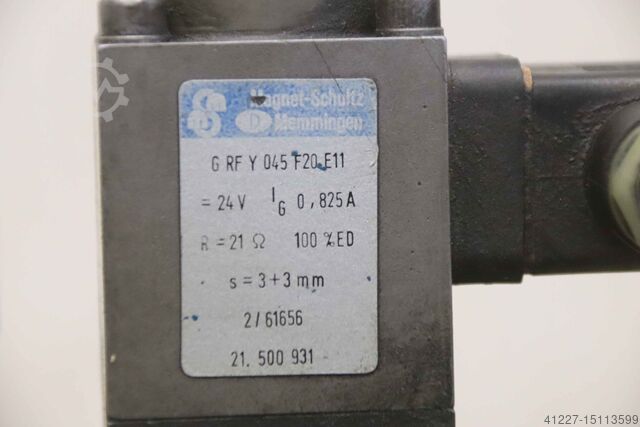 Magnet-Schultz
D Memmingen
G RF Y 045 F20 E11
= 24 V I G 0,825 A
R = 21 Ω 100 % ED
s = 3 + 3 mm
2 / 61656
21. 500 931
41227-15113599